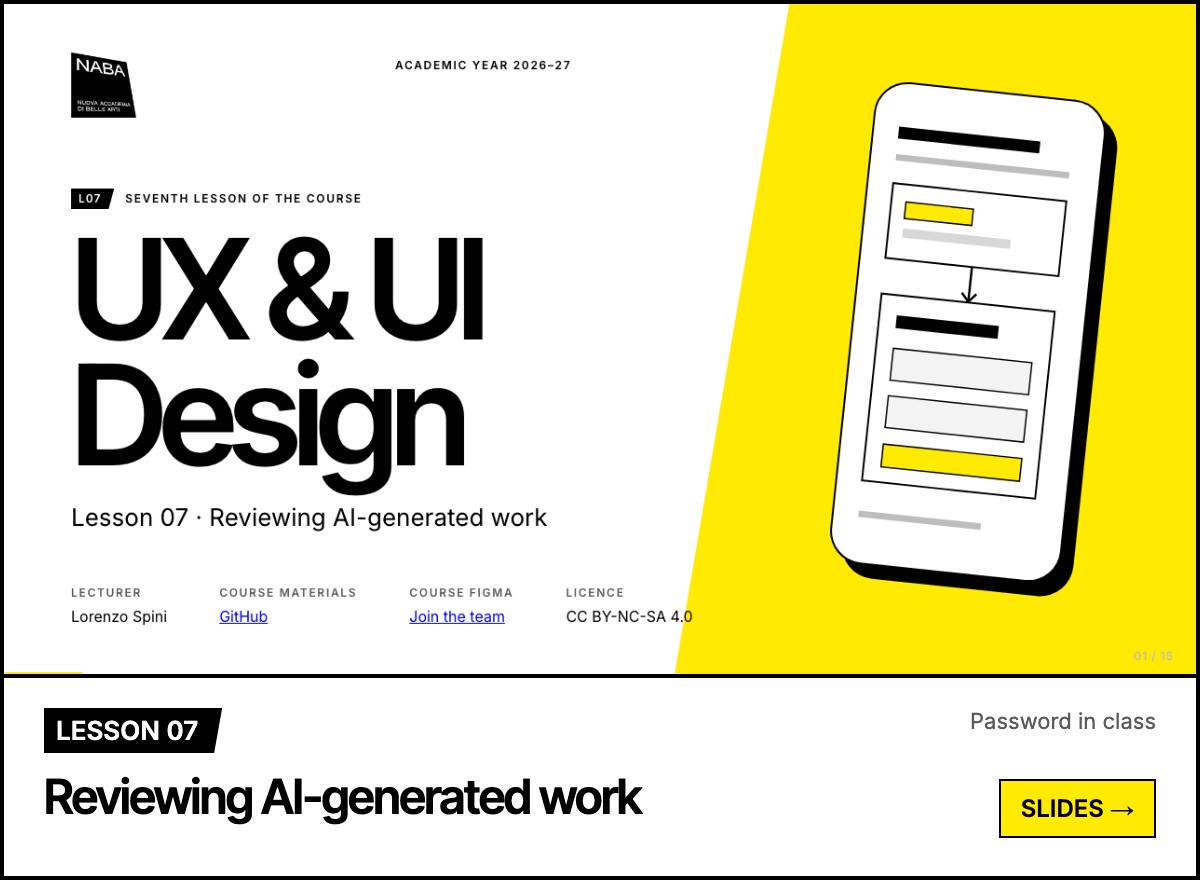 NABA
NUOVA ACCADEMIA
DI BELLE ARTI
ACADEMIC YEAR 2026–27
L07 SEVENTH LESSON OF THE COURSE
UX & UI
Design
Lesson 07 · Reviewing AI-generated work
LECTURER
Lorenzo Spini
COURSE MATERIALS
GitHub
COURSE FIGMA
Join the team
LICENCE
CC BY-NC-SA 4.0
01 / 15
LESSON 07
Reviewing AI-generated work
Password in class
SLIDES →